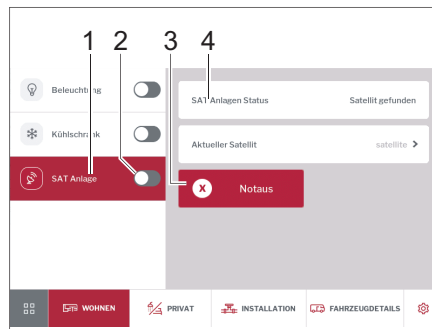 1 2 3 4
Beleuchtung
SAT Anlagen Status Satellit gefunden
Kühlschrank
Aktueller Satellit satellite
SAT Anlage
X Notaus
WOHNEN PRIVAT INSTALLATION FAHRZEUGDETAILS